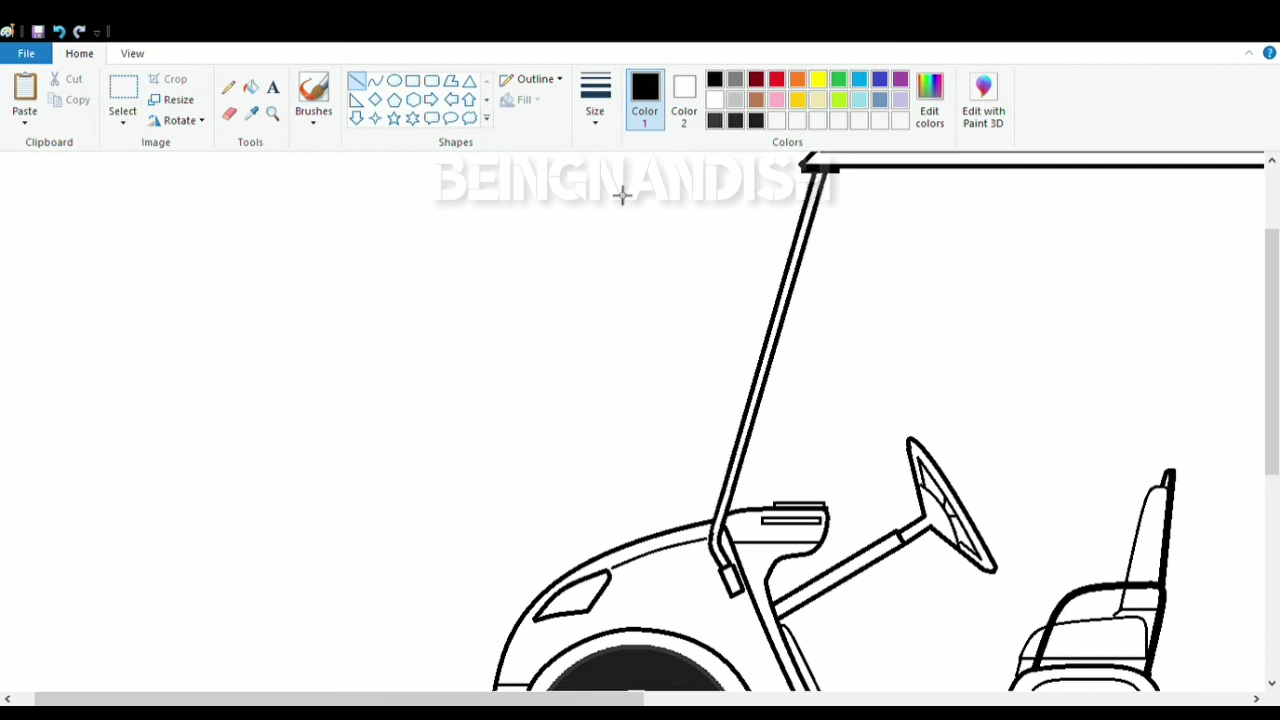 File Home View
Cut
Copy
Paste
Clipboard
Select
Crop
Resize
Rotate
Image
A
Tools
Brushes
Shapes
Outline
Fill
Size
Color 1
Color 2
Edit colors
Colors
Edit with Paint 3D
BEINGNANDISH